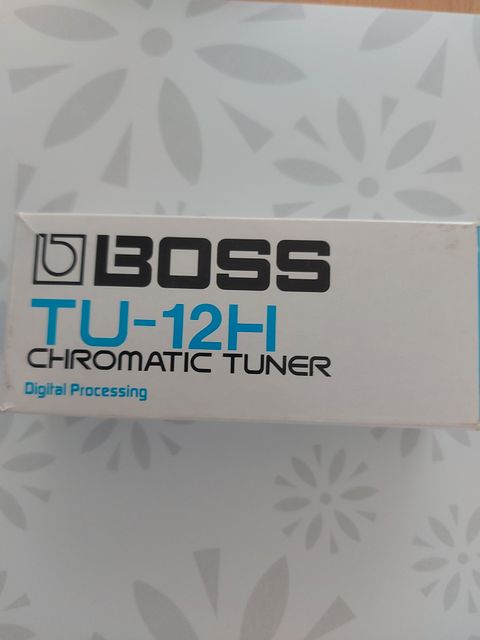 BOSS
TU-12H
CHROMATIC TUNER
Digital Processing